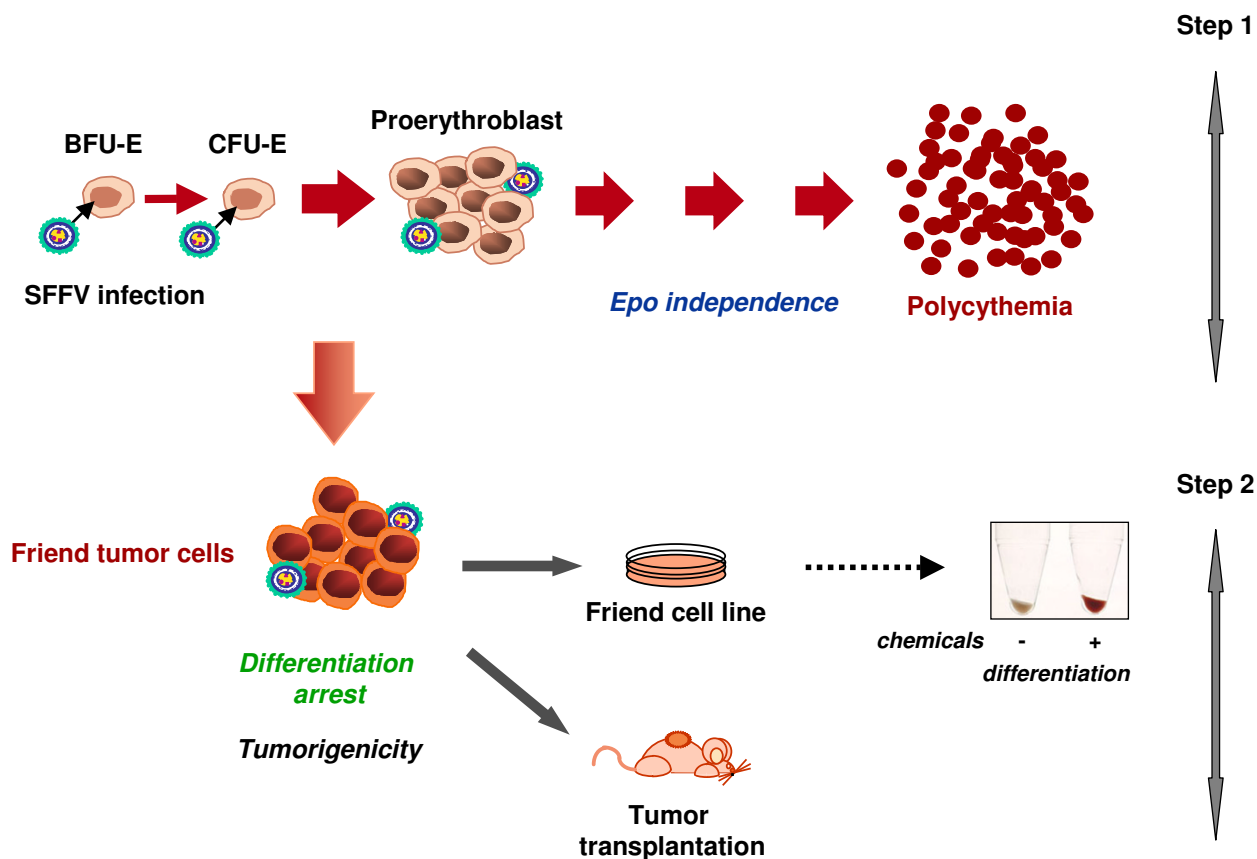 Step 1
BFU-E
CFU-E
Proerythroblast
SFFV infection
Epo independence
Polycythemia
Step 2
Friend tumor cells
Friend cell line
chemicals - +
differentiation
Differentiation
arrest
Tumorigenicity
Tumor
transplantation